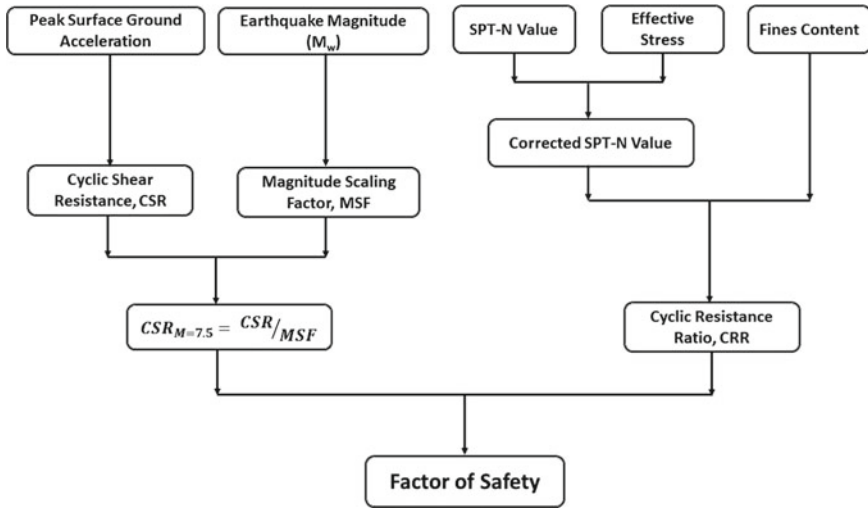 Peak Surface Ground
Acceleration
Earthquake Magnitude
(Mw)
SPT-N Value
Effective
Stress
Fines Content
Corrected SPT-N Value
Cyclic Shear
Resistance, CSR
Magnitude Scaling
Factor, MSF
CSR M=7.5 = CSR/MSF
Cyclic Resistance
Ratio, CRR
Factor of Safety